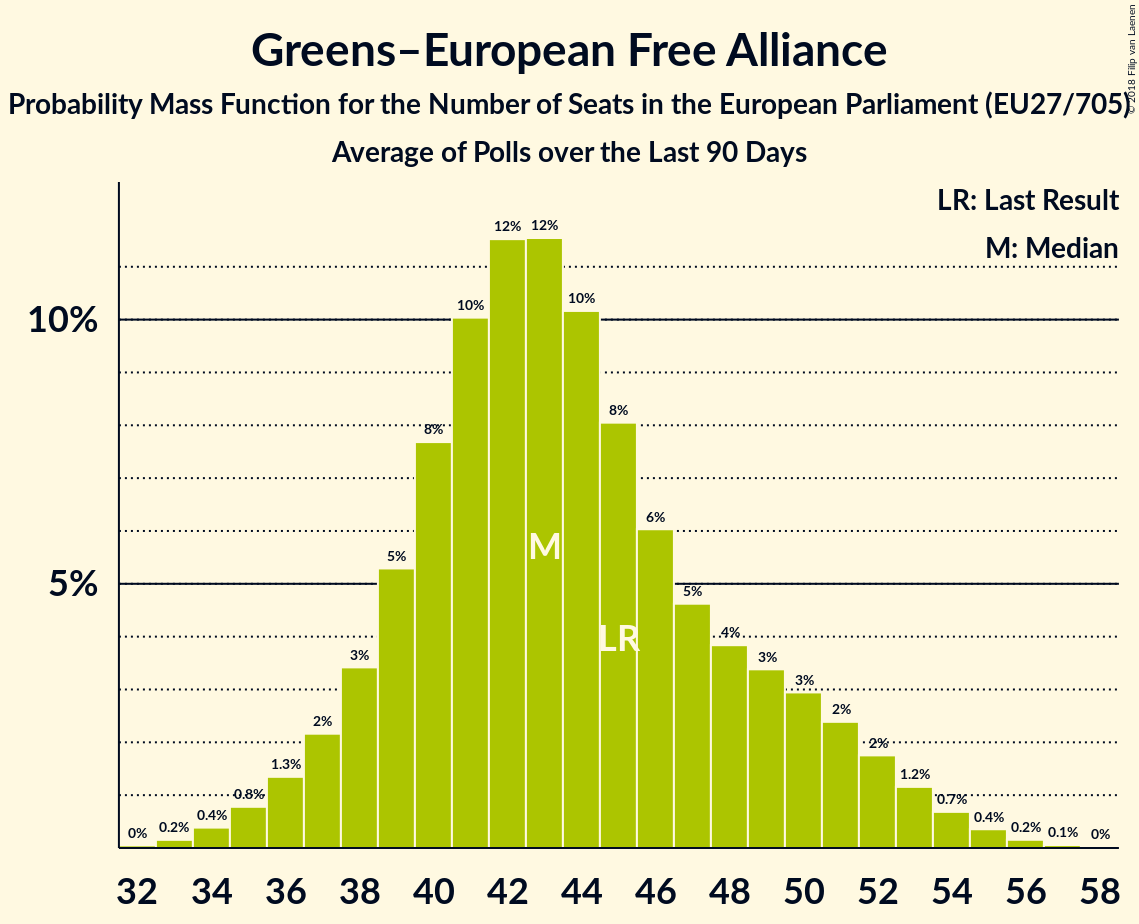 Greens–European Free Alliance
Probability Mass Function for the Number of Seats in the European Parliament (EU27/705)
Average of Polls over the Last 90 Days
© 2018 Filip van Laenen
LR: Last Result
M: Median
10%
5%
0% 0.2% 0.4% 0.8% 1.3% 2% 3% 5% 8% 10% 12% 12% 10% 8% 6% 5% 4% 3% 3% 2% 2% 1.2% 0.7% 0.4% 0.2% 0.1% 0%
M
LR
32 34 36 38 40 42 44 46 48 50 52 54 56 58